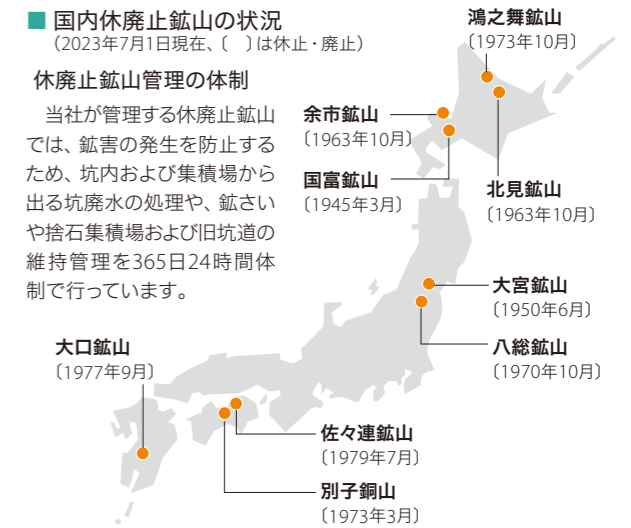 ■ 国内休廃止鉱山の状況
（2023年7月1日現在、〔　〕は休止・廃止）
休廃止鉱山管理の体制
当社が管理する休廃止鉱山
では、鉱害の発生を防止する
ため、坑内および集積場から
出る坑廃水の処理や、鉱さい
や捨石集積場および旧坑道の
維持管理を365日24時間体
制で行っています。
鴻之舞鉱山
〔1973年10月〕
余市鉱山
〔1963年10月〕
国富鉱山
〔1945年3月〕
北見鉱山
〔1963年10月〕
大宮鉱山
〔1950年6月〕
八総鉱山
〔1970年10月〕
大口鉱山
〔1977年9月〕
佐々連鉱山
〔1979年7月〕
別子銅山
〔1973年3月〕